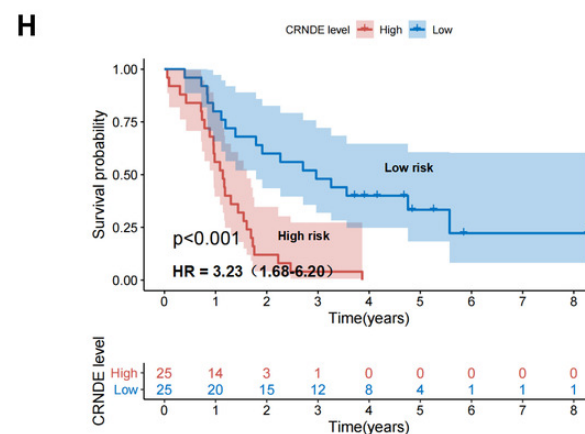 H
CRNDE level High Low
1.00
0.75
0.50
0.25
0.00
Survival probability
Low risk
High risk
p<0.001
HR = 3.23（1.68-6.20）
0 1 2 3 4 5 6 7 8
Time(years)
CRNDE level
High 25 14 3 1 0 0 0 0 0
Low 25 20 15 12 8 4 1 1 1
0 1 2 3 4 5 6 7 8
Time(years)